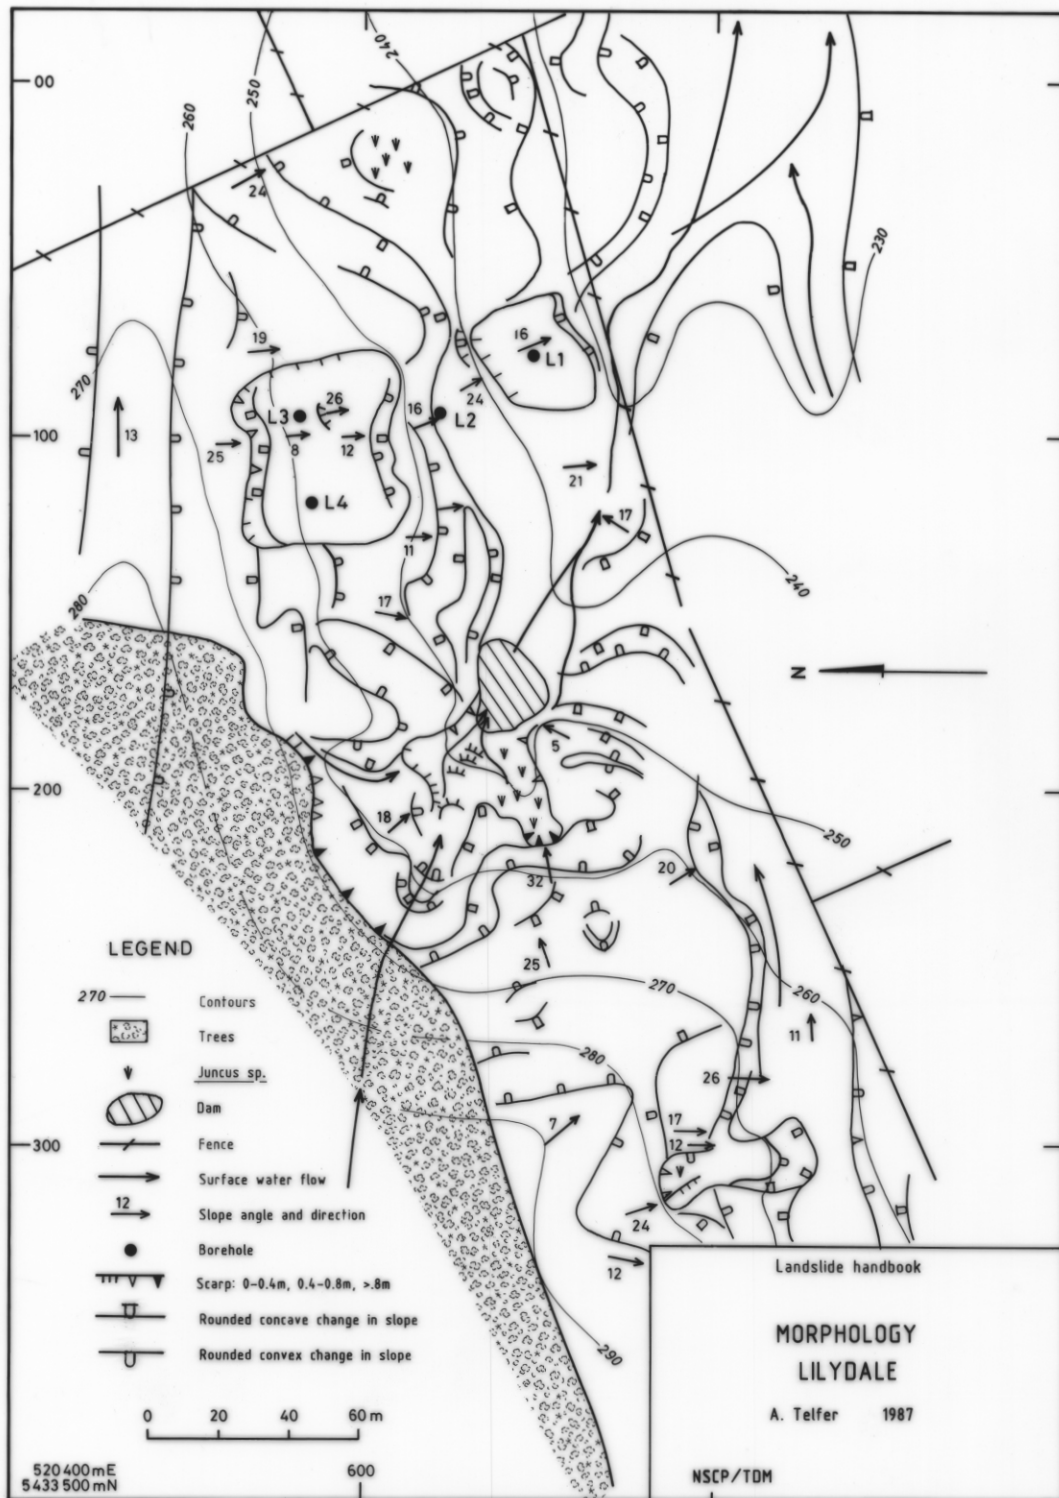 240
250
260
00
24
230
19
16
L1
270
26
24
16
L2
L3
13
25
8
12
100
21
L4
17
11
240
280
17
N
5
200
18
250
32
20
LEGEND
25
270
260
270
Contours
11
Trees
280
Juncus sp.
26
Dam
7
17
12
Fence
300
Surface water flow
12
Slope angle and direction
24
Borehole
12
Scarp: 0-0.4m, 0.4-0.8m, >.8m
Rounded concave change in slope
Rounded convex change in slope
290
Landslide handbook
MORPHOLOGY
LILYDALE
A. Telfer 1987
0 20 40 60 m
520 400 mE
5 433 500 mN
600
NSCP/TDM